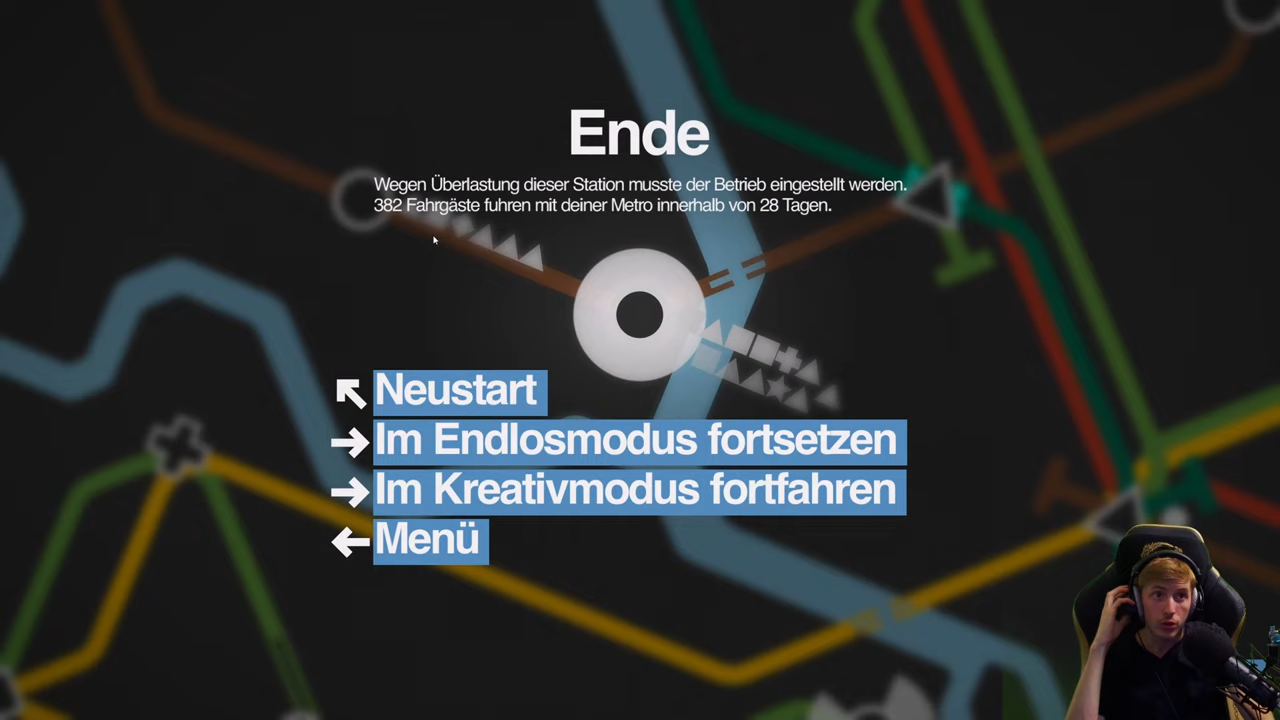 Ende
Wegen Überlastung dieser Station musste der Betrieb eingestellt werden.
382 Fahrgäste fuhren mit deiner Metro innerhalb von 28 Tagen.
Neustart
Im Endlosmodus fortsetzen
Im Kreativmodus fortfahren
Menü